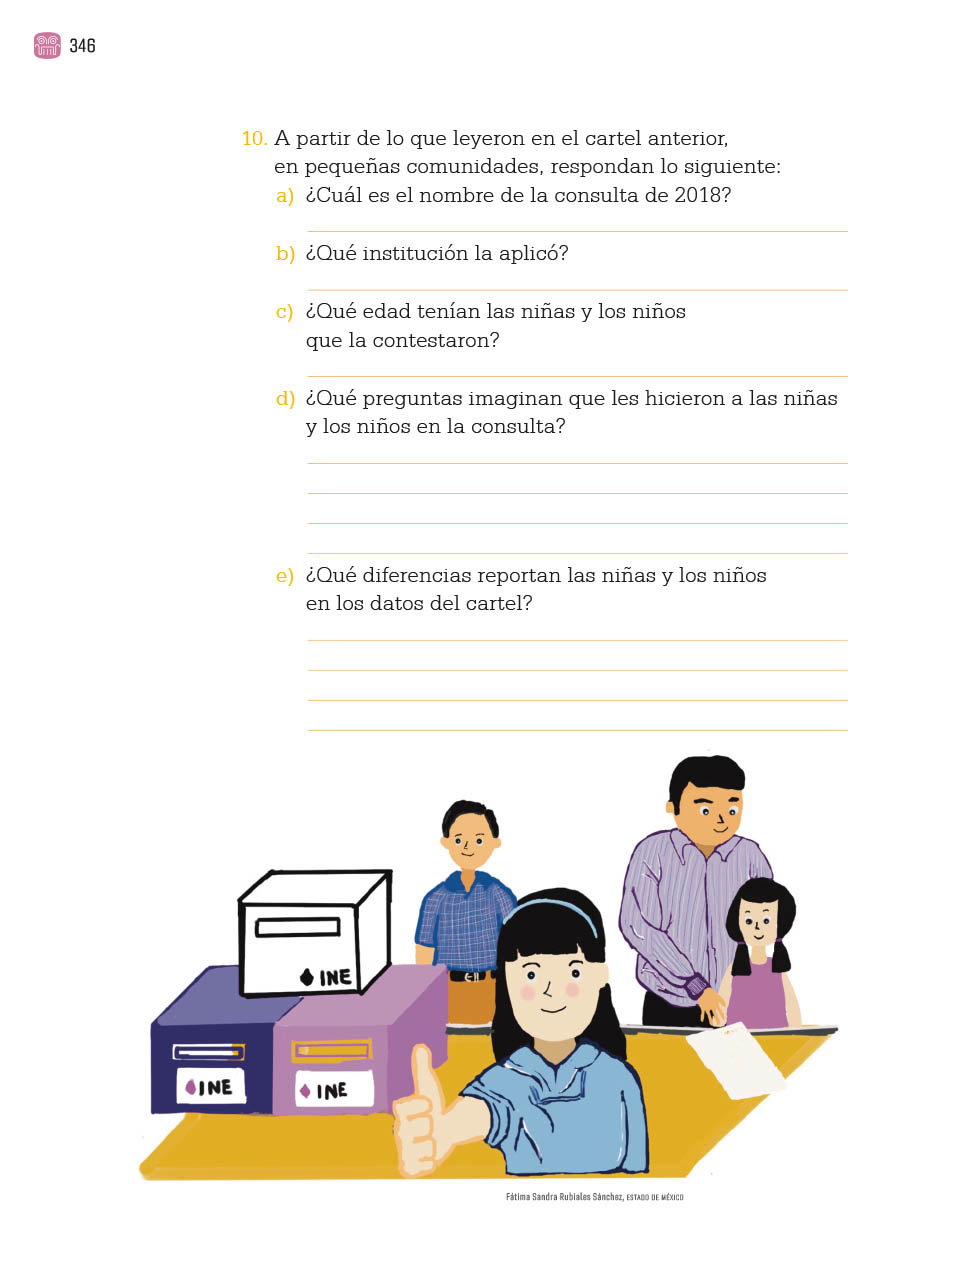 346
10. A partir de lo que leyeron en el cartel anterior,
en pequeñas comunidades, respondan lo siguiente:
a) ¿Cuál es el nombre de la consulta de 2018?
b) ¿Qué institución la aplicó?
c) ¿Qué edad tenían las niñas y los niños
que la contestaron?
d) ¿Qué preguntas imaginan que les hicieron a las niñas
y los niños en la consulta?
e) ¿Qué diferencias reportan las niñas y los niños
en los datos del cartel?
INE
INE
INE
Fátima Sandra Rubiales Sánchez, ESTADO DE MÉXICO